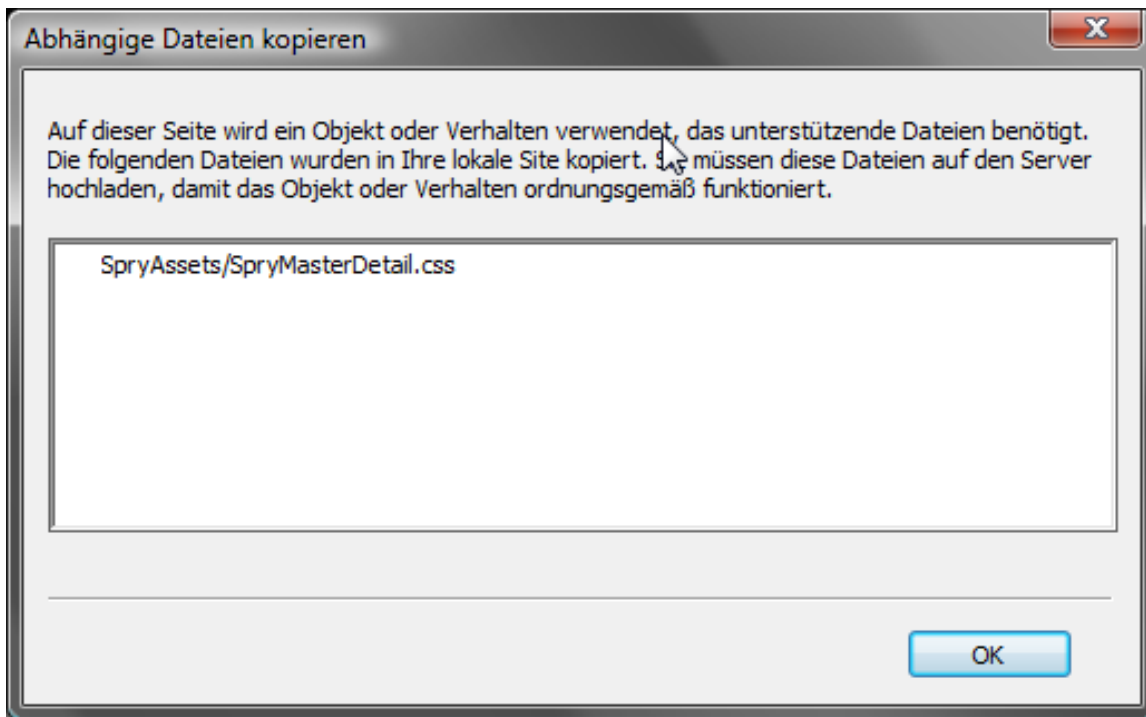 Abhängige Dateien kopieren
Auf dieser Seite wird ein Objekt oder Verhalten verwendet, das unterstützende Dateien benötigt.
Die folgenden Dateien wurden in Ihre lokale Site kopiert. müssen diese Dateien auf den Server
hochladen, damit das Objekt oder Verhalten ordnungsgemäß funktioniert.
SpryAssets/SpryMasterDetail.css
OK